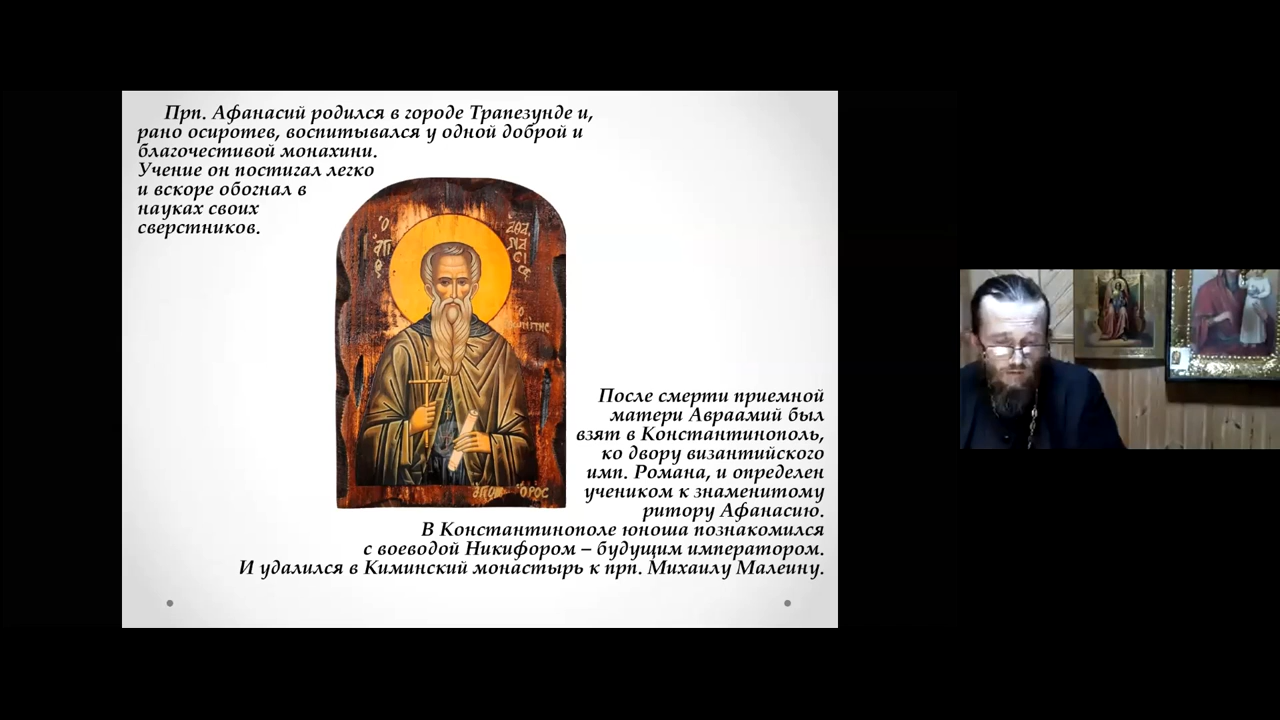 Прп. Афанасий родился в городе Трапезунде и,
рано осиротев, воспитывался у одной доброй и
благочестивой монахини.
Учение он постигал легко
и вскоре обогнал в
науках своих
сверстников.
После смерти приемной
матери Авраамий был
взят в Константинополь,
ко двору византийского
имп. Романа, и определен
учеником к знаменитому
ритору Афанасию.
В Константинополе юноша познакомился
с воеводой Никифором – будущим императором.
И удалился в Киминский монастырь к прп. Михаилу Малеину.